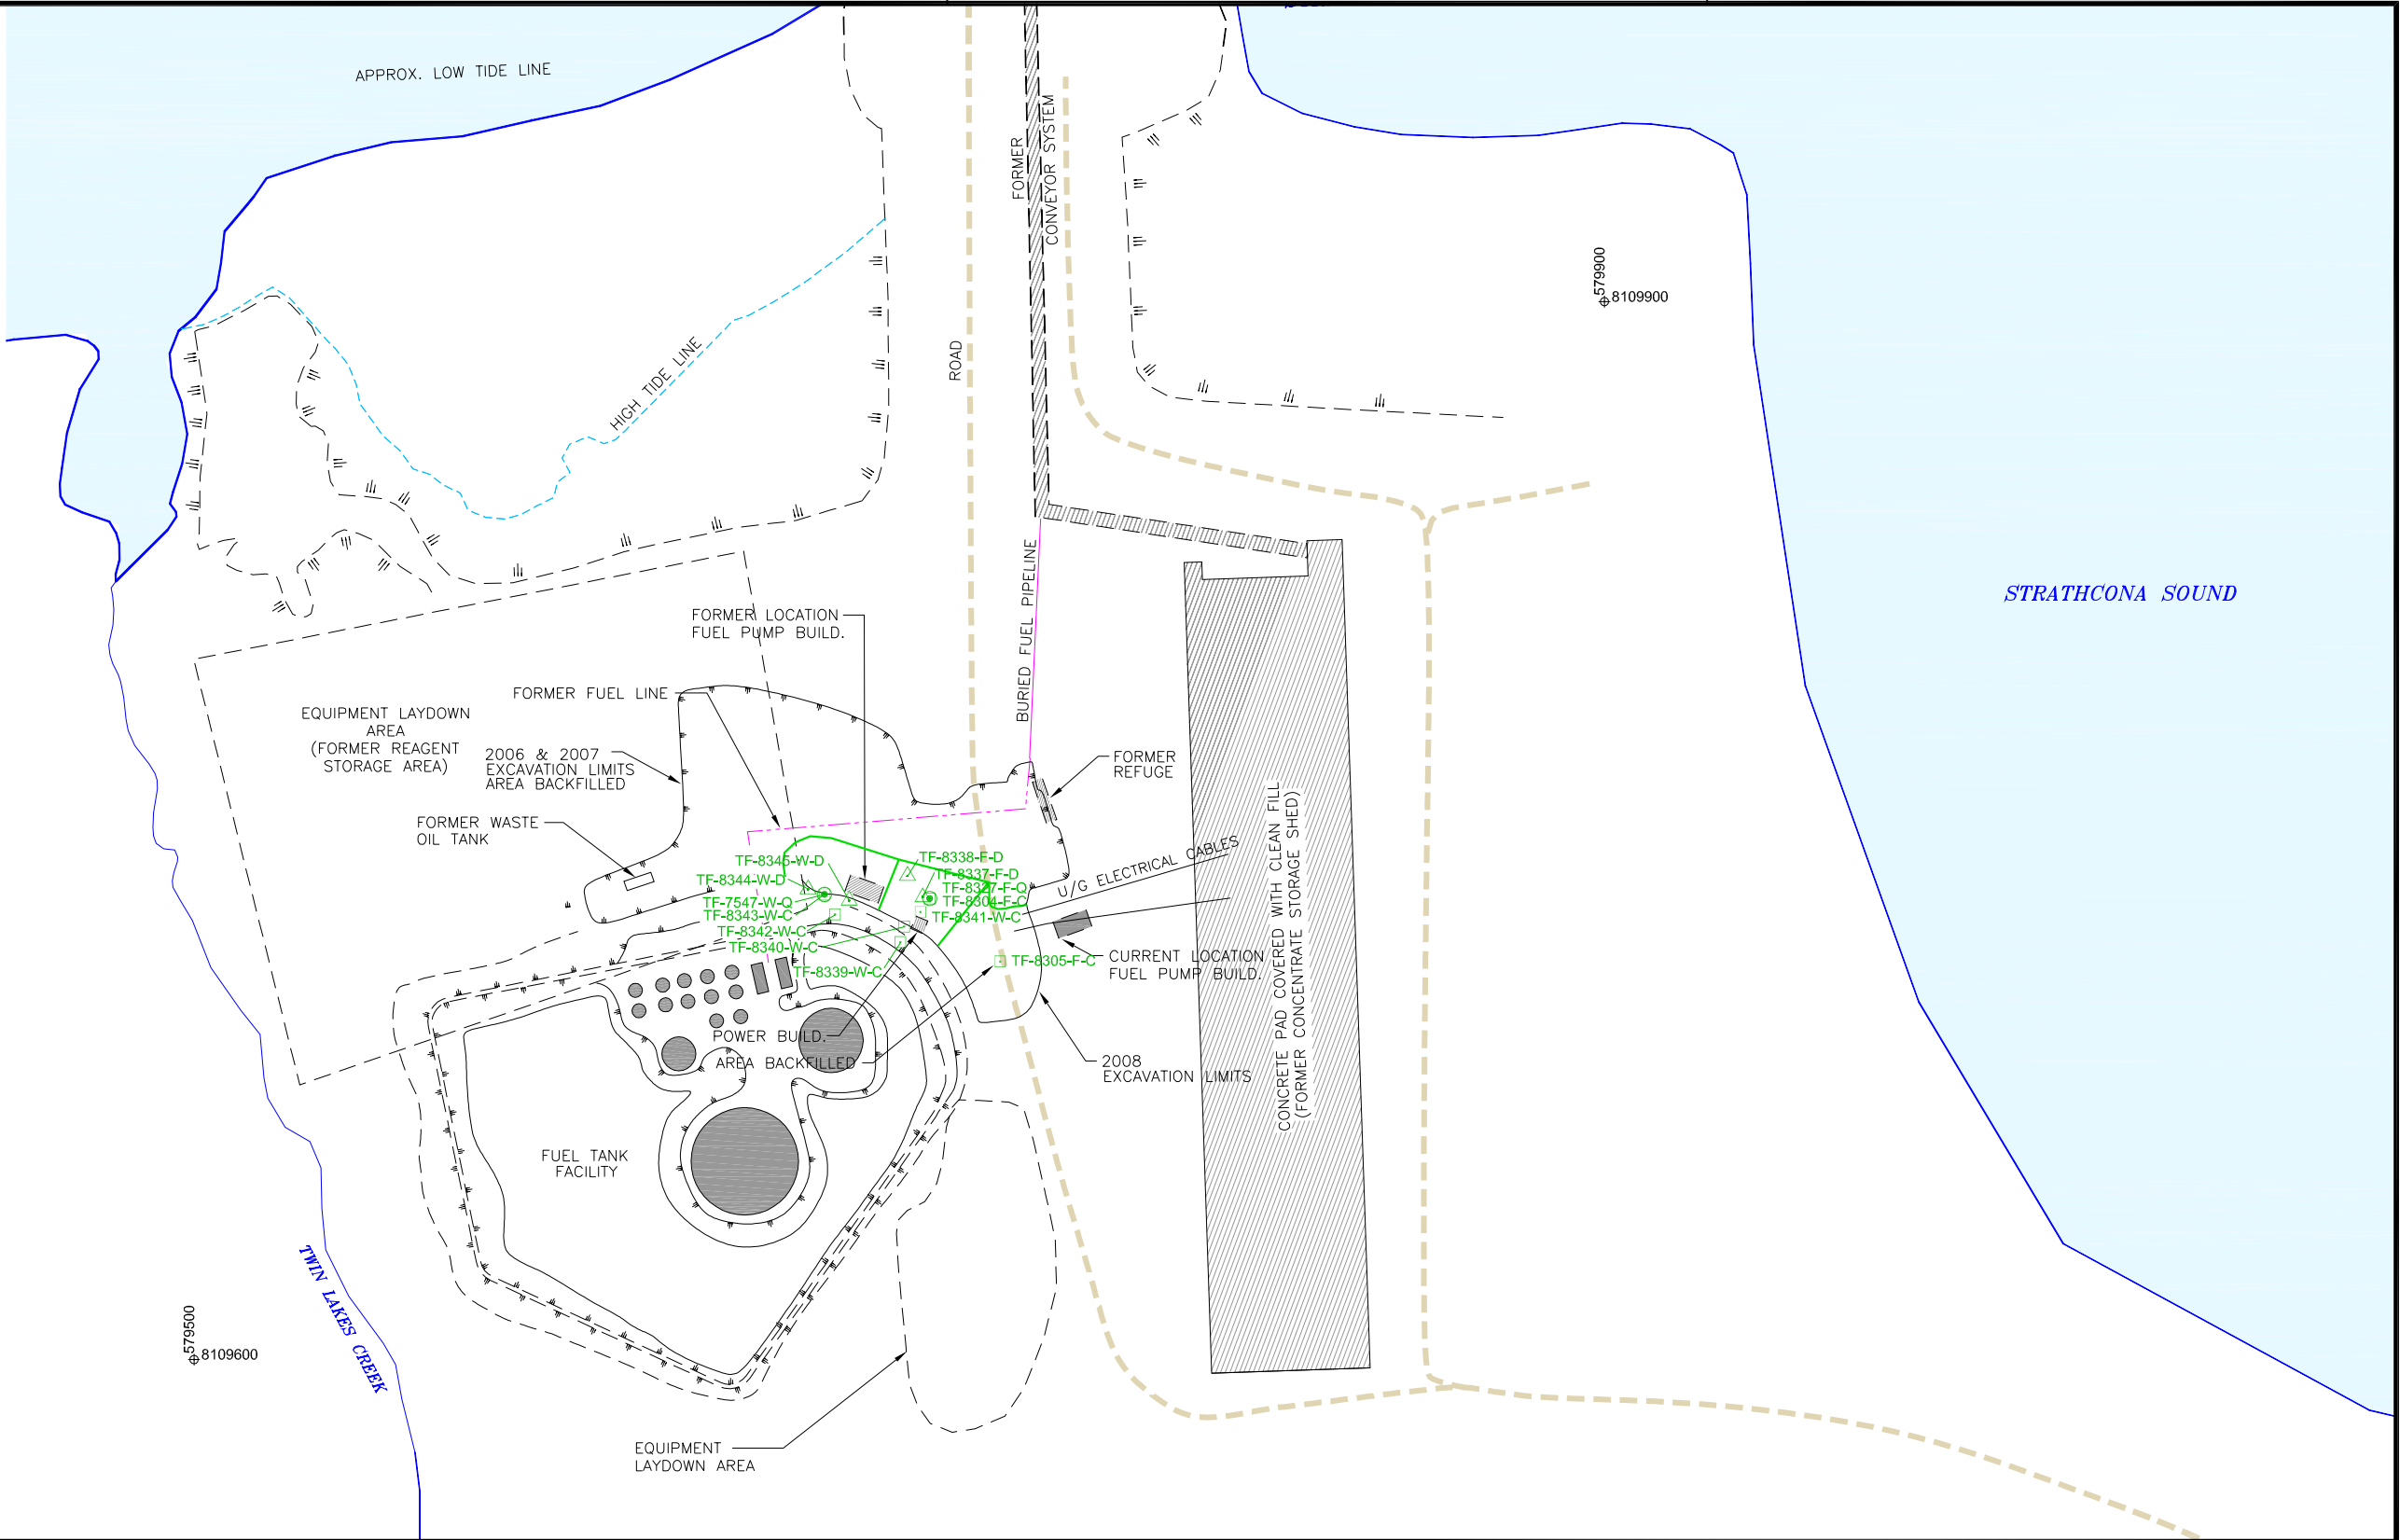 APPROX. LOW TIDE LINE
FORMER
CONVEYOR SYSTEM
579900
8109900
HIGH TIDE LINE
ROAD
STRATHCONA SOUND
BURIED FUEL PIPELINE
FORMER LOCATION
FUEL PUMP BUILD.
FORMER FUEL LINE
EQUIPMENT LAYDOWN
AREA
(FORMER REAGENT
STORAGE AREA)
2006 & 2007
EXCAVATION LIMITS
AREA BACKFILLED
FORMER
REFUGE
FORMER WASTE
OIL TANK
CONCRETE PAD COVERED WITH CLEAN FILL
(FORMER CONCENTRATE STORAGE SHED)
U/G ELECTRICAL CABLES
TF-8345-W-D
TF-8338-F-D
TF-8344-W-D
TF-8337-F-D
TF-8327-F-Q
TF-7547-W-Q
TF-8304-F-C
TF-8343-W-C
TF-8341-W-C
TF-8342-W-C
TF-8340-W-C
TF-8339-W-C
TF-8305-F-C
CURRENT LOCATION
FUEL PUMP BUILD.
POWER BUILD.
AREA BACKFILLED
2008
EXCAVATION LIMITS
FUEL TANK
FACILITY
TWIN LAKES CREEK
579500
8109600
EQUIPMENT
LAYDOWN AREA